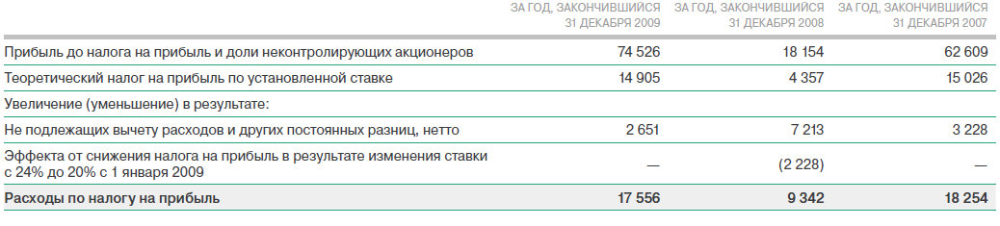 ЗА ГОД, ЗАКОНЧИВШИЙСЯ ЗА ГОД, ЗАКОНЧИВШИЙСЯ ЗА ГОД, ЗАКОНЧИВШИЙСЯ
31 ДЕКАБРЯ 2009 31 ДЕКАБРЯ 2008 31 ДЕКАБРЯ 2007
Прибыль до налога на прибыль и доли неконтролирующих акционеров 74 526 18 154 62 609
Теоретический налог на прибыль по установленной ставке 14 905 4 357 15 026
Увеличение (уменьшение) в результате:
Не подлежащих вычету расходов и других постоянных разниц, нетто 2 651 7 213 3 228
Эффекта от снижения налога на прибыль в результате изменения ставки
с 24% до 20% с 1 января 2009 — (2 228) —
Расходы по налогу на прибыль 17 556 9 342 18 254